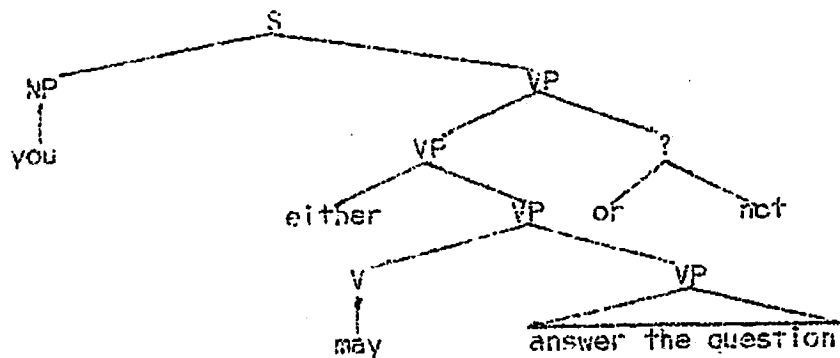 S
NP VP
you VP ?
either VP or not
V VP
may answer the question